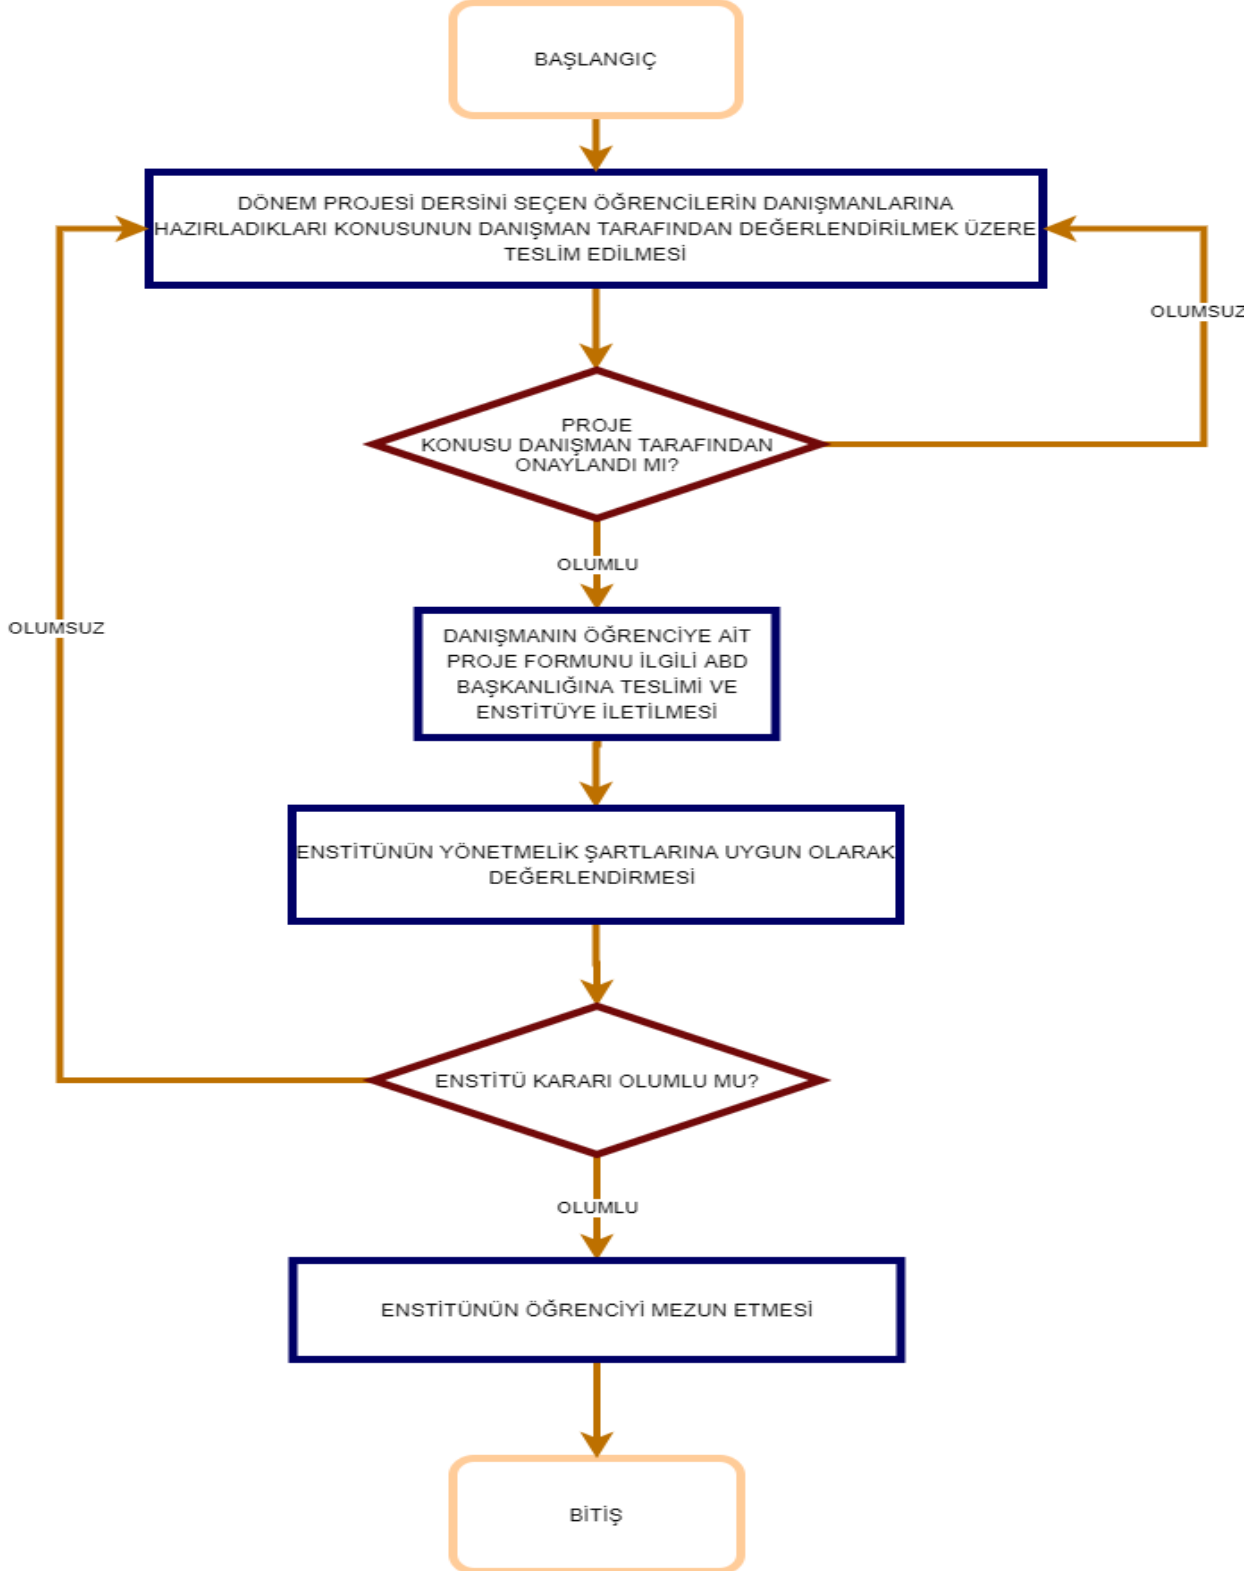 BAŞLANGIÇ
DÖNEM PROJESİ DERSİNİ SEÇEN ÖĞRENCİLERİN DANIŞMANLARINA
HAZIRLADIKLARI KONUSUNUN DANIŞMAN TARAFINDAN DEĞERLENDİRİLMEK ÜZERE
TESLİM EDİLMESİ
OLUMSUZ
PROJE
KONUSU DANIŞMAN TARAFINDAN
ONAYLANDI MI?
OLUMLU
OLUMSUZ
DANIŞMANIN ÖĞRENCİYE AİT
PROJE FORMUNU İLGİLİ ABD
BAŞKANLIĞINA TESLİMİ VE
ENSTİTÜYE İLETİLMESİ
ENSTİTÜNÜN YÖNETMELİK ŞARTLARINA UYGUN OLARAK
DEĞERLENDİRMESİ
ENSTİTÜ KARARI OLUMLU MU?
OLUMLU
ENSTİTÜNÜN ÖĞRENCİYİ MEZUN ETMESİ
BİTİŞ